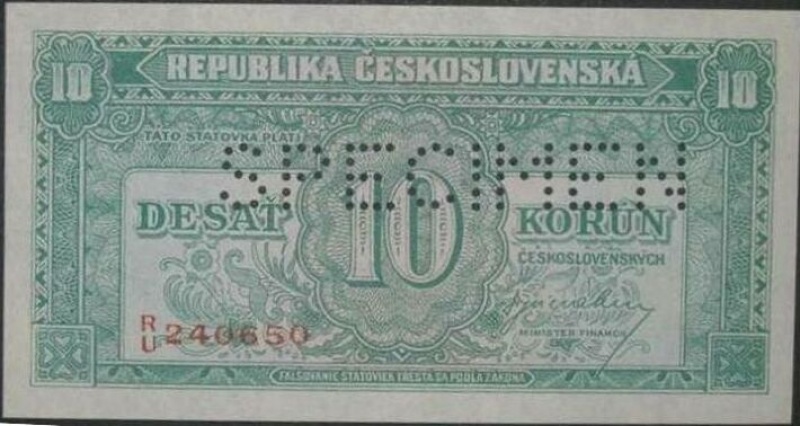 10 REPUBLIKA ČESKOSLOVENSKÁ 10
TÁTO ŠTÁTOVKA PLATÍ
SPECIMEN
DESAŤ 10 KORÚN
ČESKOSLOVENSKÝCH
MINISTER FINANCIÍ
R/U 240650
FALŠOVANIE ŠTÁTOVIEK TRESTÁ SA PODĽA ZÁKONA